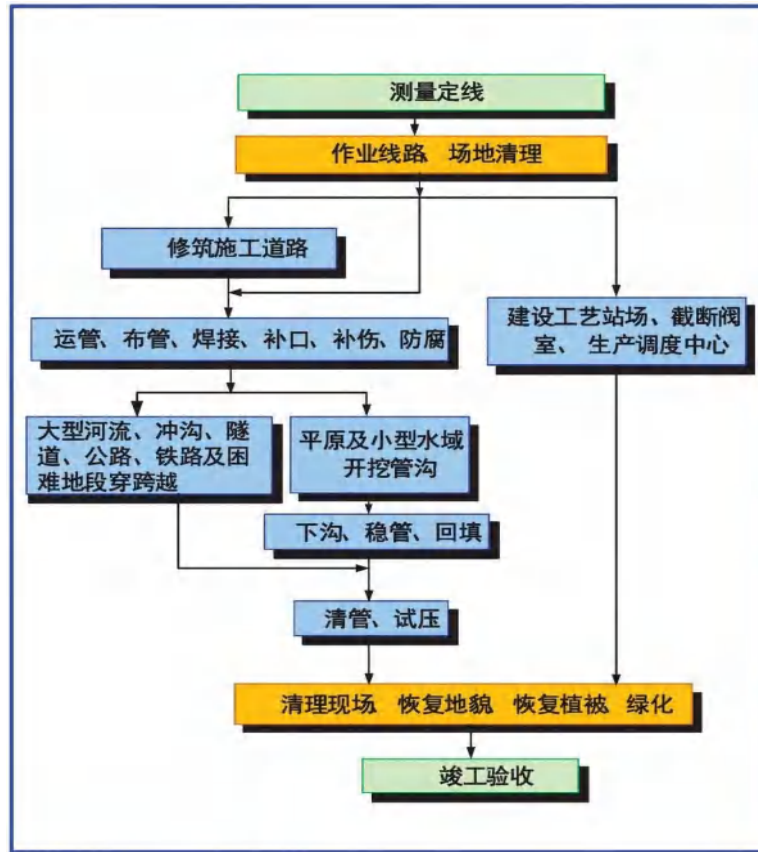 测量定线
作业线路、场地清理
修筑施工道路
建设工艺站场、截断阀
室、生产调度中心
运管、布管、焊接、补口、补伤、防腐
大型河流、冲沟、隧
道、公路、铁路及困
难地段穿跨越
平原及小型水域
开挖管沟
下沟、稳管、回填
清管、试压
清理现场、恢复地貌、恢复植被、绿化
竣工验收